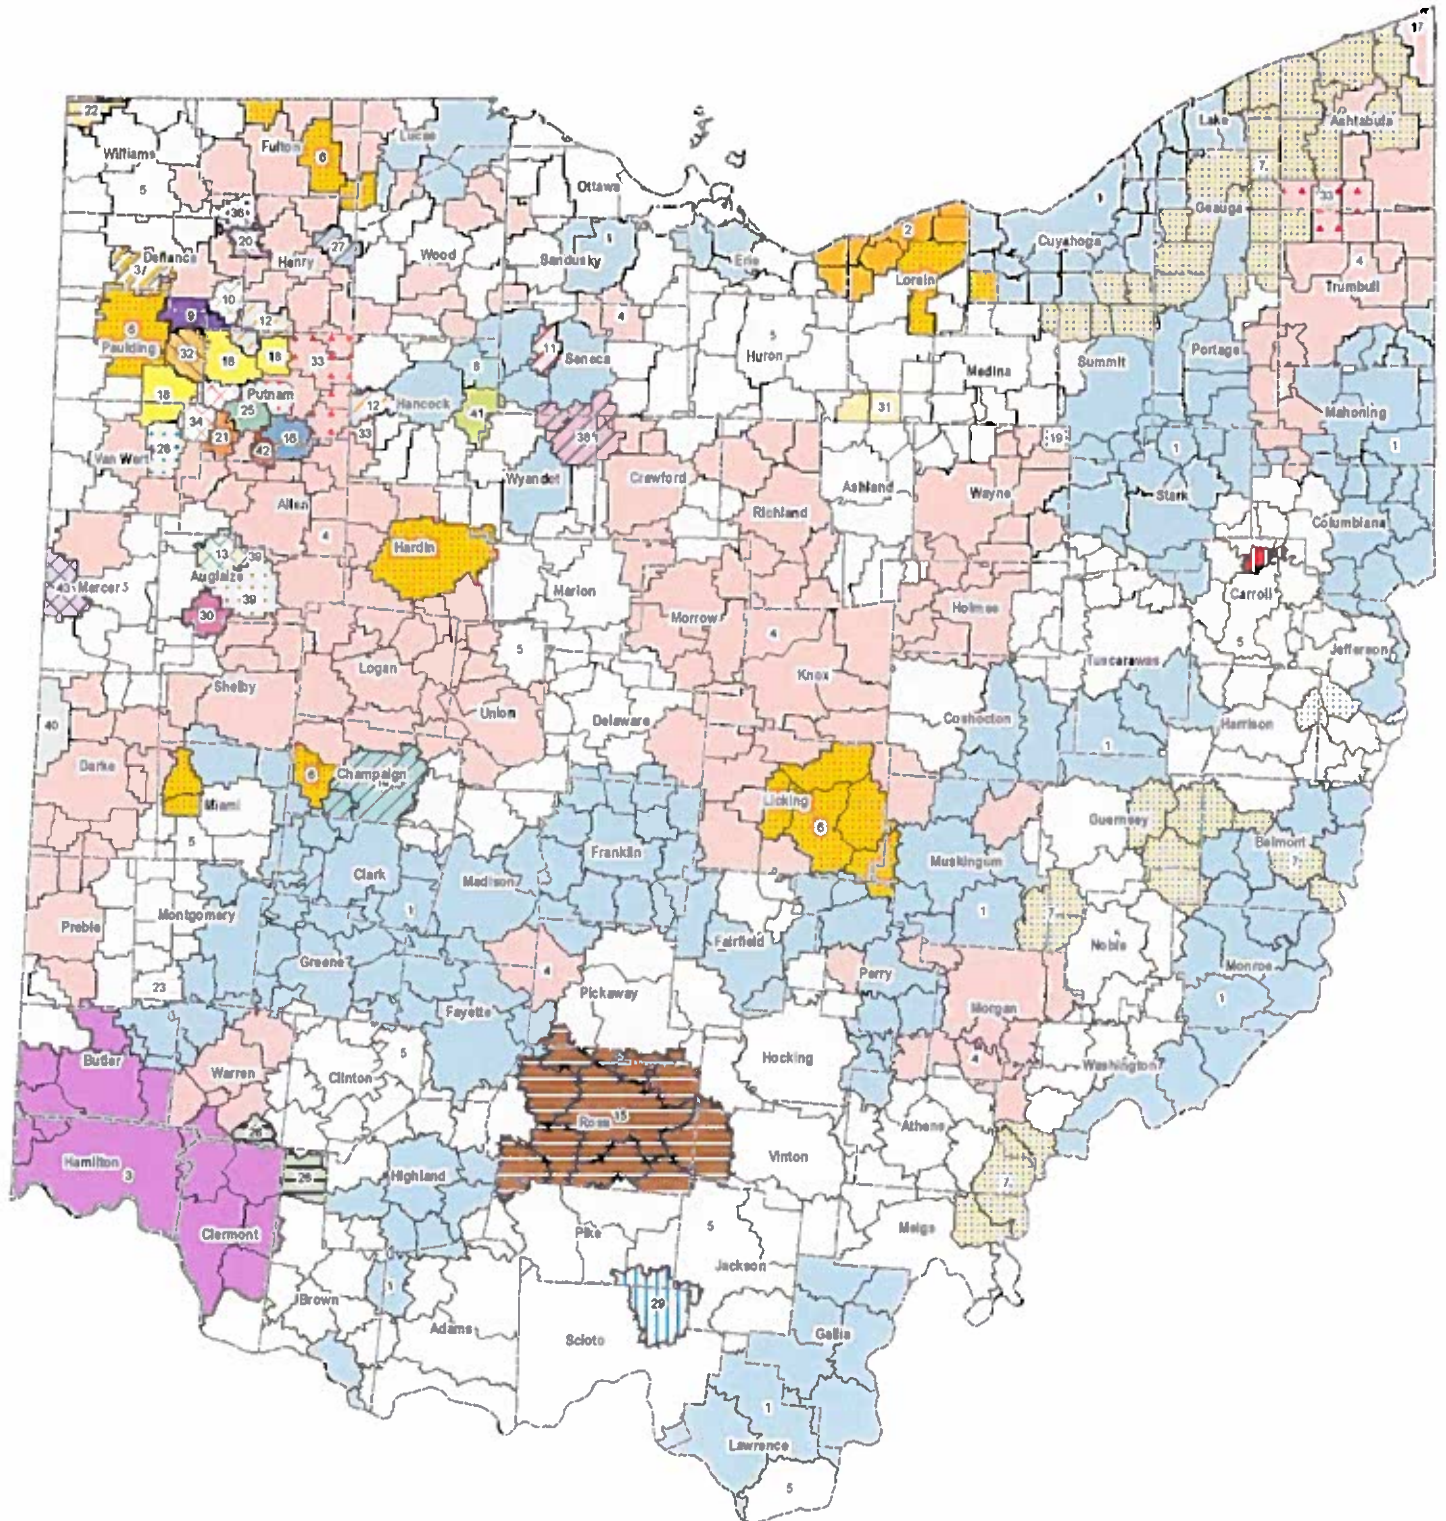 17
22
Lake
Ashtabula
Lucas
Fulton
6
Williams
7
5
Ottawa
33
36
Geauga
2
1
1
20
27
Wood
Cuyahoga
Henry
Sandusky
Erie
Defiance
4
Lorain
Trumbull
10
9
12
4
6
5
Paulding
32
18
18
33
11
Seneca
Huron
Portage
8
Summit
Medina
18
Putnam
12
Hancock
41
31
Mahoning
25
34
21
16
33
38
19
1
1
28
42
Van Wert
Wyandot
Crawford
Ashland
Wayne
Stark
Allen
Richland
Columbiana
4
13
39
Hardin
Auglaize
43
Mercer 5
39
Marion
Carroll
30
Holmes
Morrow
4
5
5
Jefferson
Logan
Knox
Tuscarawas
Shelby
Union
40
Delaware
Coshocton
Harrison
1
Darke
6
Champaign
Licking
Miami
6
Guernsey
5
Belmont
Franklin
Muskingum
7
Clark
Madison
1
1
7
Montgomery
Preble
Fairfield
Noble
Greene
4
Perry
Monroe
23
Pickaway
1
Fayette
Morgan
5
Hocking
4
Butler
Warren
Clinton
Washington
Ross 15
Athens
26
Hamilton
3
26
Highland
Vinton
7
Clermont
Pike
5
Meigs
Jackson
1
Brown
29
Adams
Scioto
Gallia
1
Lawrence
5